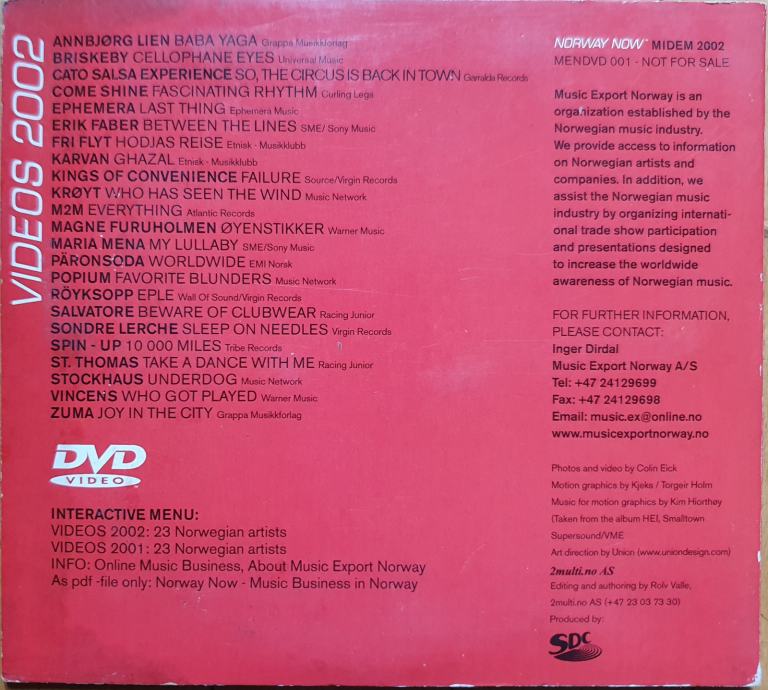 VIDEOS 2002
ANNBJØRG LIEN BABA YAGA Grappa Musikkforlag
BRISKEBY CELLOPHANE EYES Universal Music
CATO SALSA EXPERIENCE SO, THE CIRCUS IS BACK IN TOWN Garralda Records
COME SHINE FASCINATING RHYTHM Curling Legs
EPHEMERA LAST THING Ephemera Music
ERIK FABER BETWEEN THE LINES SME/ Sony Music
FRI FLYT HODJAS REISE Etnisk - Musikklubb
KARVAN GHAZAL Etnisk - Musikklubb
KINGS OF CONVENIENCE FAILURE Source/Virgin Records
KRØYT WHO HAS SEEN THE WIND Music Network
M2M EVERYTHING Atlantic Records
MAGNE FURUHOLMEN ØYENSTIKKER Warner Music
MARIA MENA MY LULLABY SME/Sony Music
PÄRONSODA WORLDWIDE EMI Norsk
POPIUM FAVORITE BLUNDERS Music Network
RÖYKSOPP EPLE Wall Of Sound/Virgin Records
SALVATORE BEWARE OF CLUBWEAR Racing Junior
SONDRE LERCHE SLEEP ON NEEDLES Virgin Records
SPIN - UP 10 000 MILES Tribe Records
ST. THOMAS TAKE A DANCE WITH ME Racing Junior
STOCKHAUS UNDERDOG Music Network
VINCENS WHO GOT PLAYED Warner Music
ZUMA JOY IN THE CITY Grappa Musikkforlag
DVD
VIDEO
INTERACTIVE MENU:
VIDEOS 2002: 23 Norwegian artists
VIDEOS 2001: 23 Norwegian artists
INFO: Online Music Business, About Music Export Norway
As pdf -file only: Norway Now - Music Business in Norway
NORWAY NOW™ MIDEM 2002
MENDVD 001 - NOT FOR SALE
Music Export Norway is an
organization established by the
Norwegian music industry.
We provide access to information
on Norwegian artists and
companies. In addition, we
assist the Norwegian music
industry by organizing internati-
onal trade show participation
and presentations designed
to increase the worldwide
awareness of Norwegian music.
FOR FURTHER INFORMATION,
PLEASE CONTACT:
Inger Dirdal
Music Export Norway A/S
Tel: +47 24129699
Fax: +47 24129698
Email: music.ex@online.no
www.musicexportnorway.no
Photos and video by Colin Eick
Motion graphics by Kjeks / Torgeir Holm
Music for motion graphics by Kim Hiorthøy
(Taken from the album HEI, Smalltown
Supersound/VME
Art direction by Union (www.uniondesign.com)
2multi.no AS
Editing and authoring by Rolv Valle,
2multi.no AS (+47 23 03 73 30)
Produced by:
SDC